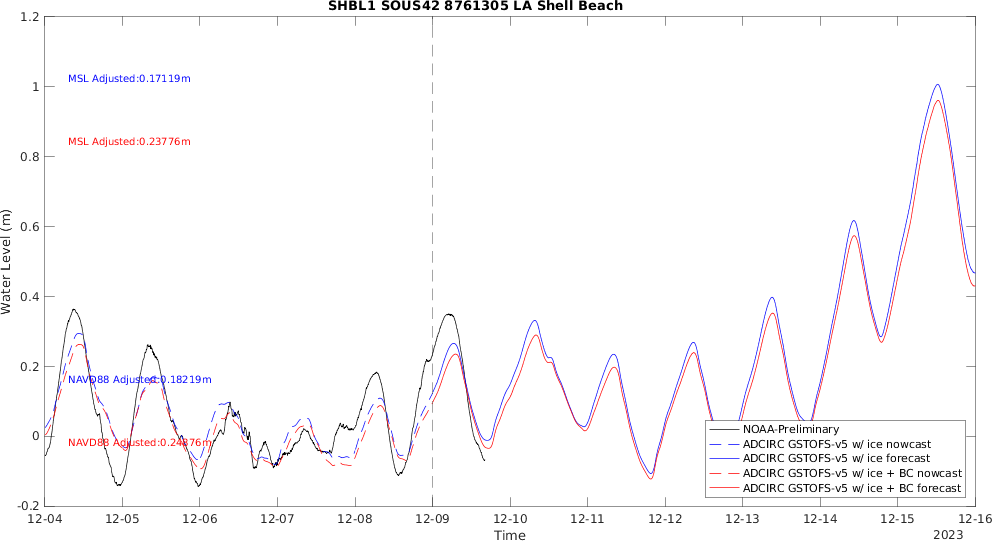 SHBL1 SOUS42 8761305 LA Shell Beach
1.2
1
0.8
0.6
0.4
0.2
0
-0.2
Water Level (m)
MSL Adjusted:0.17119m
MSL Adjusted:0.23776m
NAVD88 Adjusted:0.18219m
NAVD88 Adjusted:0.24876m
NOAA-Preliminary
ADCIRC GSTOFS-v5 w/ ice nowcast
ADCIRC GSTOFS-v5 w/ ice forecast
ADCIRC GSTOFS-v5 w/ ice + BC nowcast
ADCIRC GSTOFS-v5 w/ ice + BC forecast
12-04 12-05 12-06 12-07 12-08 12-09 12-10 12-11 12-12 12-13 12-14 12-15 12-16
Time
2023